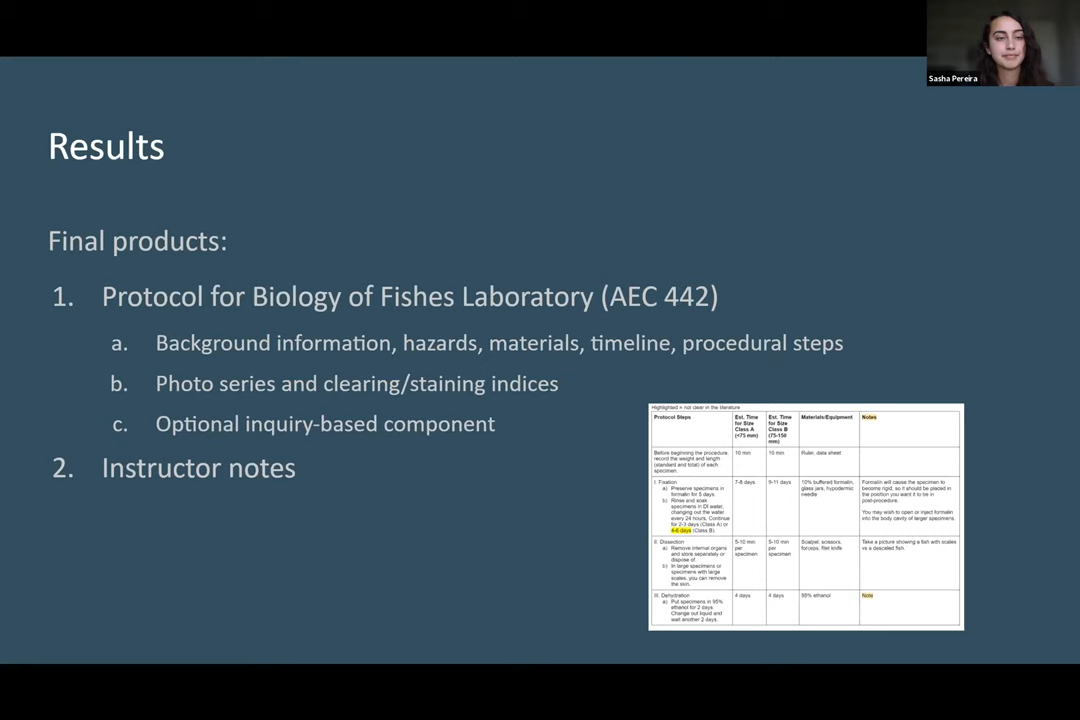 Sasha Pereira
Results
Final products:
1. Protocol for Biology of Fishes Laboratory (AEC 442)
a. Background information, hazards, materials, timeline, procedural steps
b. Photo series and clearing/staining indices
c. Optional inquiry-based component
2. Instructor notes
Highlighted = not clear in the literature
Protocol Steps
Est. Time
for Size
Class A
(<75 mm)
Est. Time
for Size
Class B
(75-150
mm)
Materials/Equipment
Notes
Before beginning the procedure,
record the weight and length
(standard and total) of each
specimen.
10 min
10 min
Ruler, data sheet
I. Fixation
a) Preserve specimens in
formalin for 5 days.
b) Rinse and soak
specimens in DI water,
changing out the water
every 24 hours. Continue
for 2-3 days (Class A) or
4-6 days (Class B).
7-8 days
9-11 days
10% buffered formalin,
glass jars, hypodermic
needle
Formalin will cause the specimen to
become rigid, so it should be placed in
the position you want it to be in
post-procedure.
You may wish to open or inject formalin
into the body cavity of larger specimens.
II. Dissection
a) Remove internal organs
and store separately or
dispose of.
b) In large specimens or
specimens with large
scales, you can remove
the skin.
5-10 min
per
specimen
5-10 min
per
specimen
Scalpel, scissors,
forceps, filet knife
Take a picture showing a fish with scales
vs a descaled fish.
III. Dehydration
a) Put specimens in 95%
ethanol for 2 days.
Change out liquid and
wait another 2 days.
4 days
4 days
95% ethanol
Note